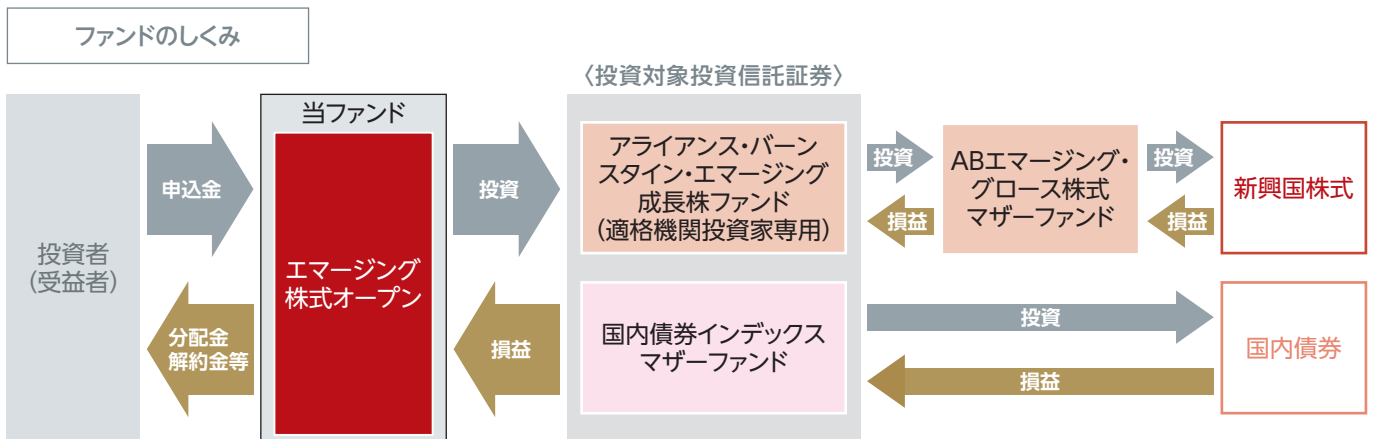 ファンドのしくみ
〈投資対象投資信託証券〉
投資者
(受益者)
申込金
分配金
解約金等
当ファンド
エマージング
株式オープン
投資
損益
アライアンス・バーン
スタイン・エマージング
成長株ファンド
(適格機関投資家専用)
投資
損益
ABエマージング・
グロース株式
マザーファンド
投資
損益
新興国株式
国内債券インデックス
マザーファンド
投資
損益
国内債券